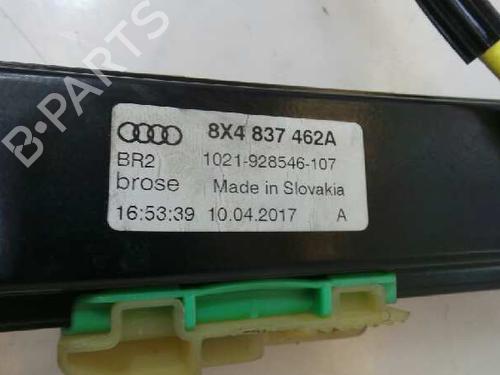 8X4 837 462A
BR2 1021-928546-107
brose Made in Slovakia
16:53:39 10.04.2017 A
B-PARTS